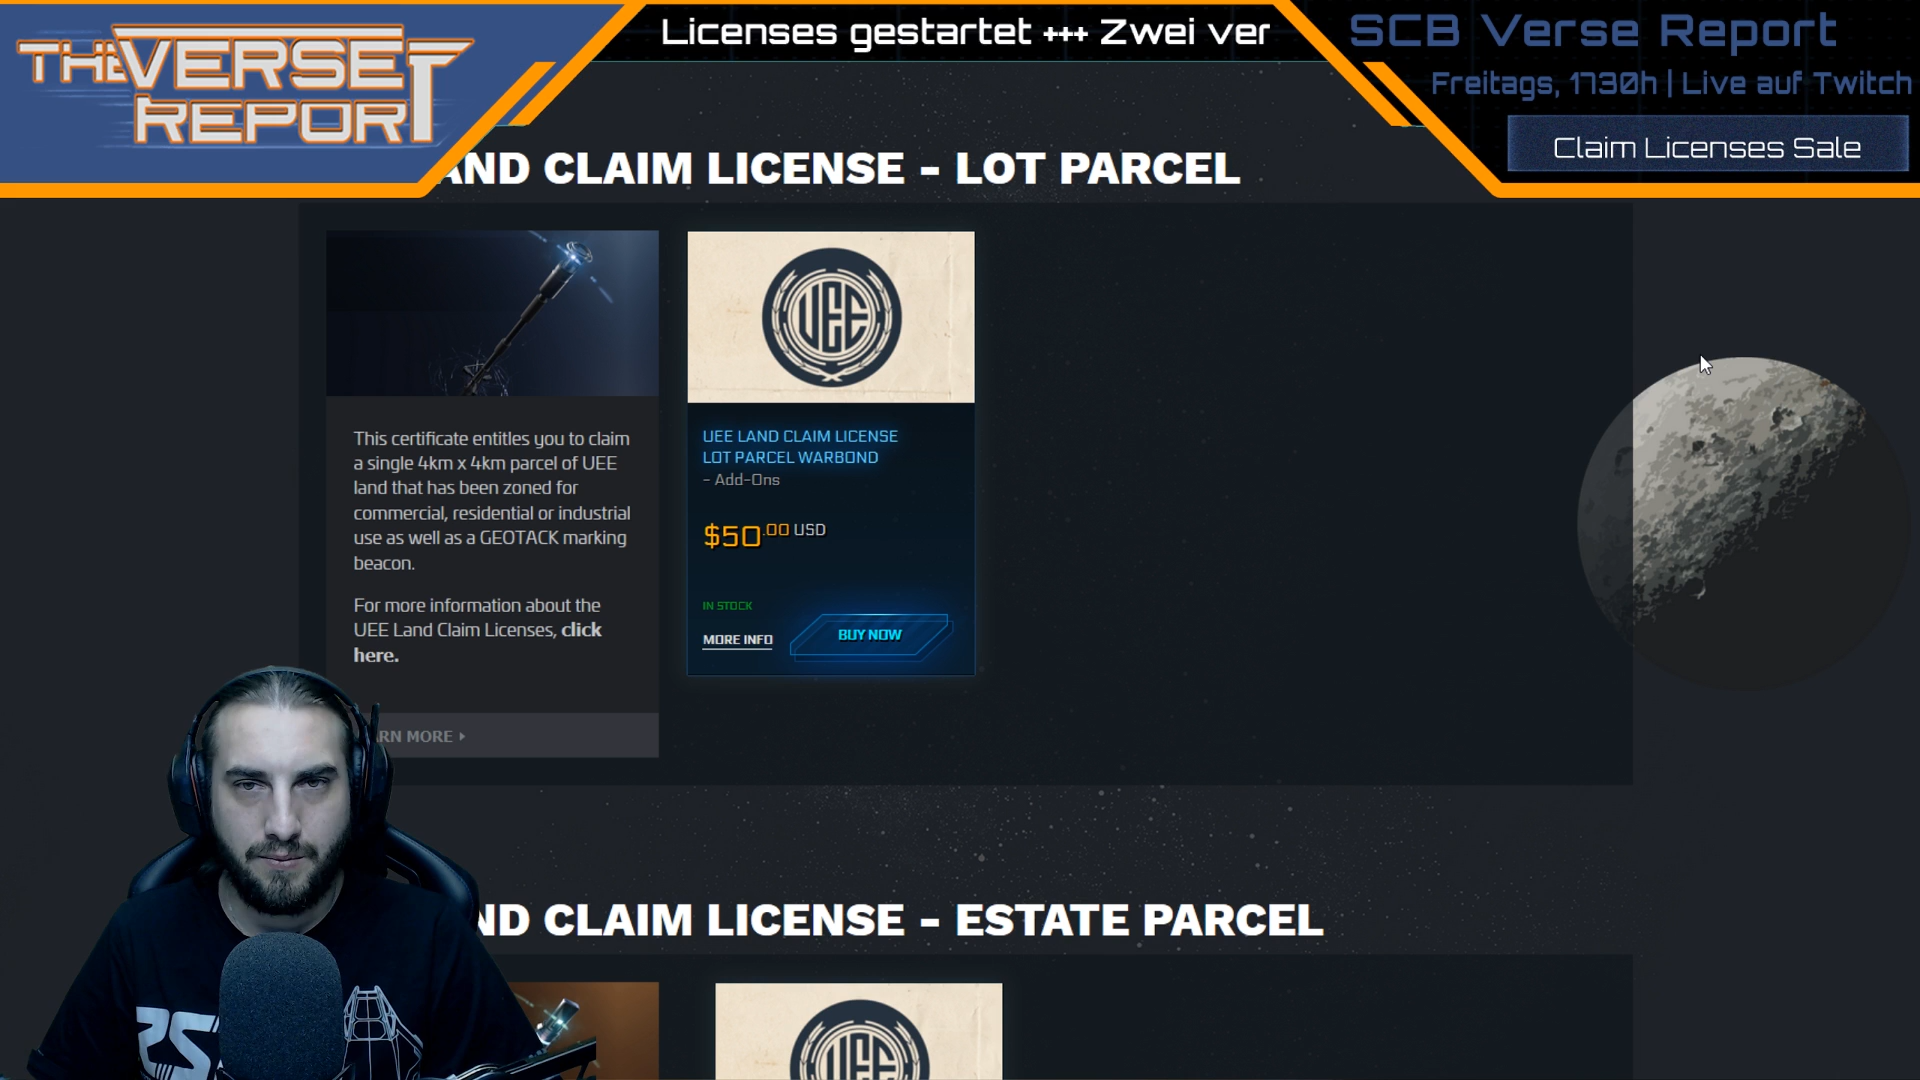 THE VERSE
REPORT
Licenses gestartet +++ Zwei ver
SCB Verse Report
Freitags, 1730h | Live auf Twitch
Claim Licenses Sale
AND CLAIM LICENSE - LOT PARCEL
UEE
This certificate entitles you to claim
a single 4km x 4km parcel of UEE
land that has been zoned for
commercial, residential or industrial
use as well as a GEOTACK marking
beacon.
For more information about the
UEE Land Claim Licenses, click
here.
RN MORE
UEE LAND CLAIM LICENSE
LOT PARCEL WARBOND
- Add-Ons
$50.00 USD
IN STOCK
MORE INFO
BUY NOW
ND CLAIM LICENSE - ESTATE PARCEL
UEE